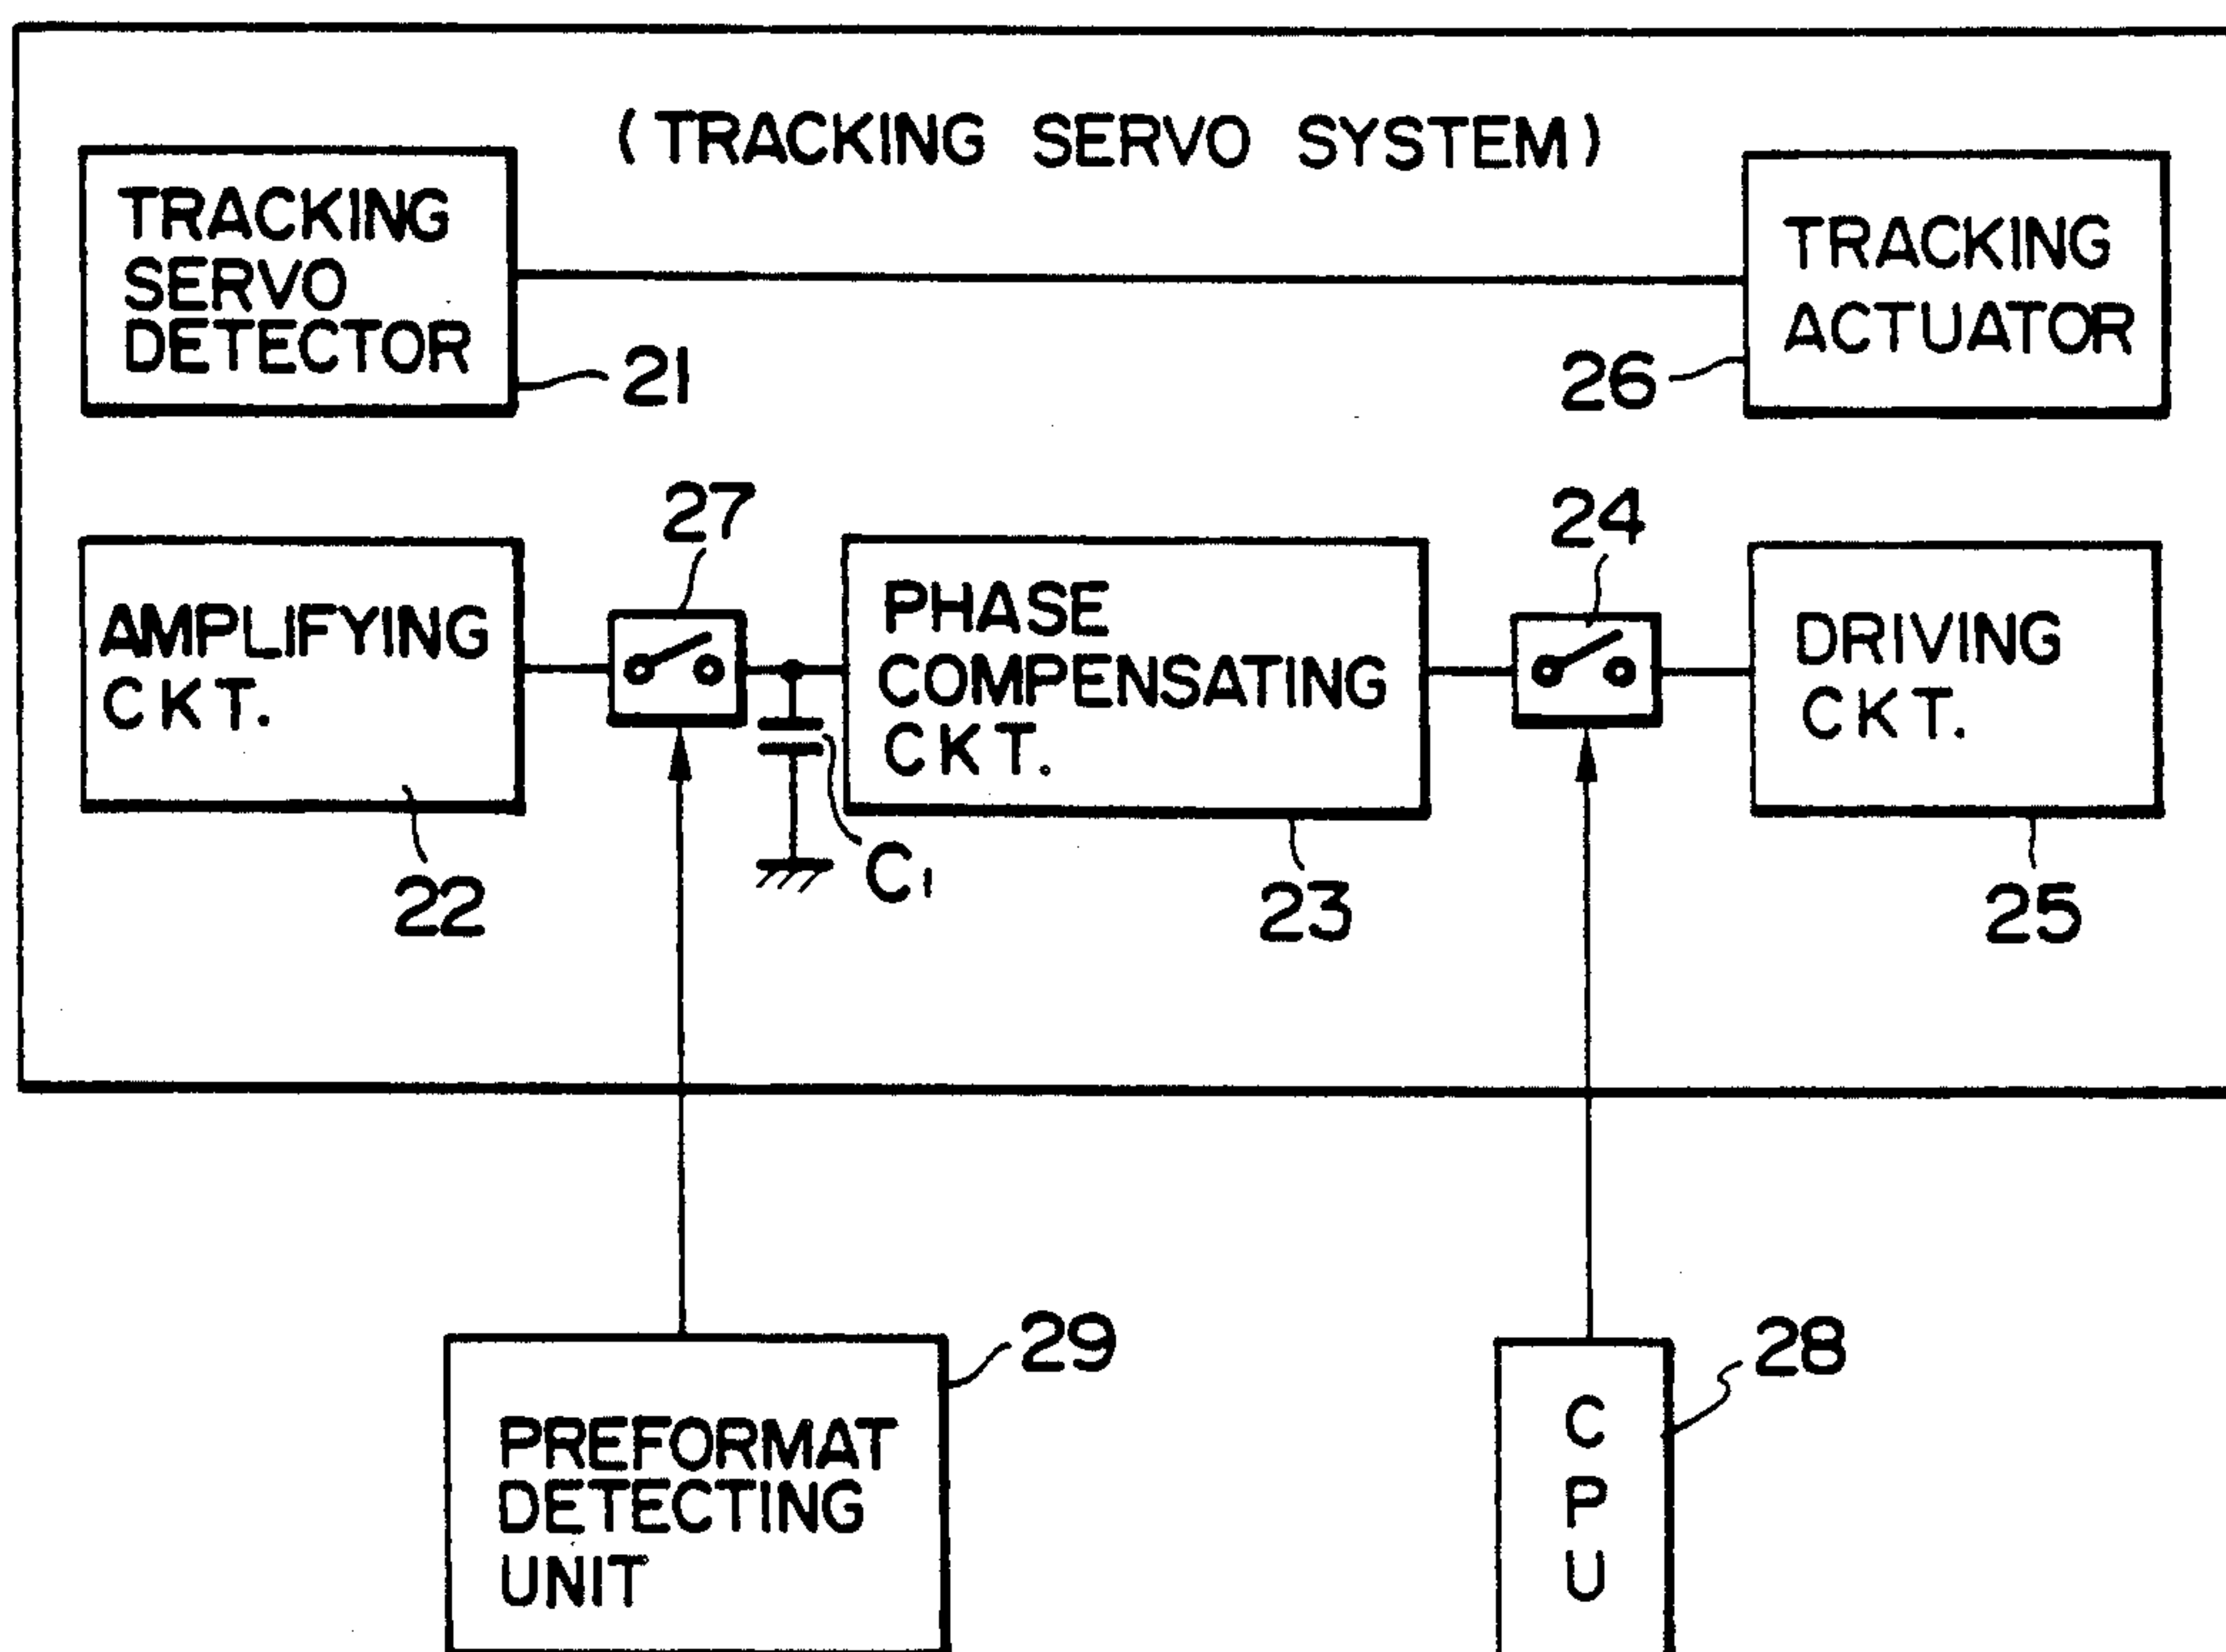 (TRACKING SERVO SYSTEM)
TRACKING
SERVO
DETECTOR
21
TRACKING
ACTUATOR
26
27
24
AMPLIFYING
CKT.
22
PHASE
COMPENSATING
CKT.
23
DRIVING
CKT.
25
C1
29
28
PREFORMAT
DETECTING
UNIT
C
P
U